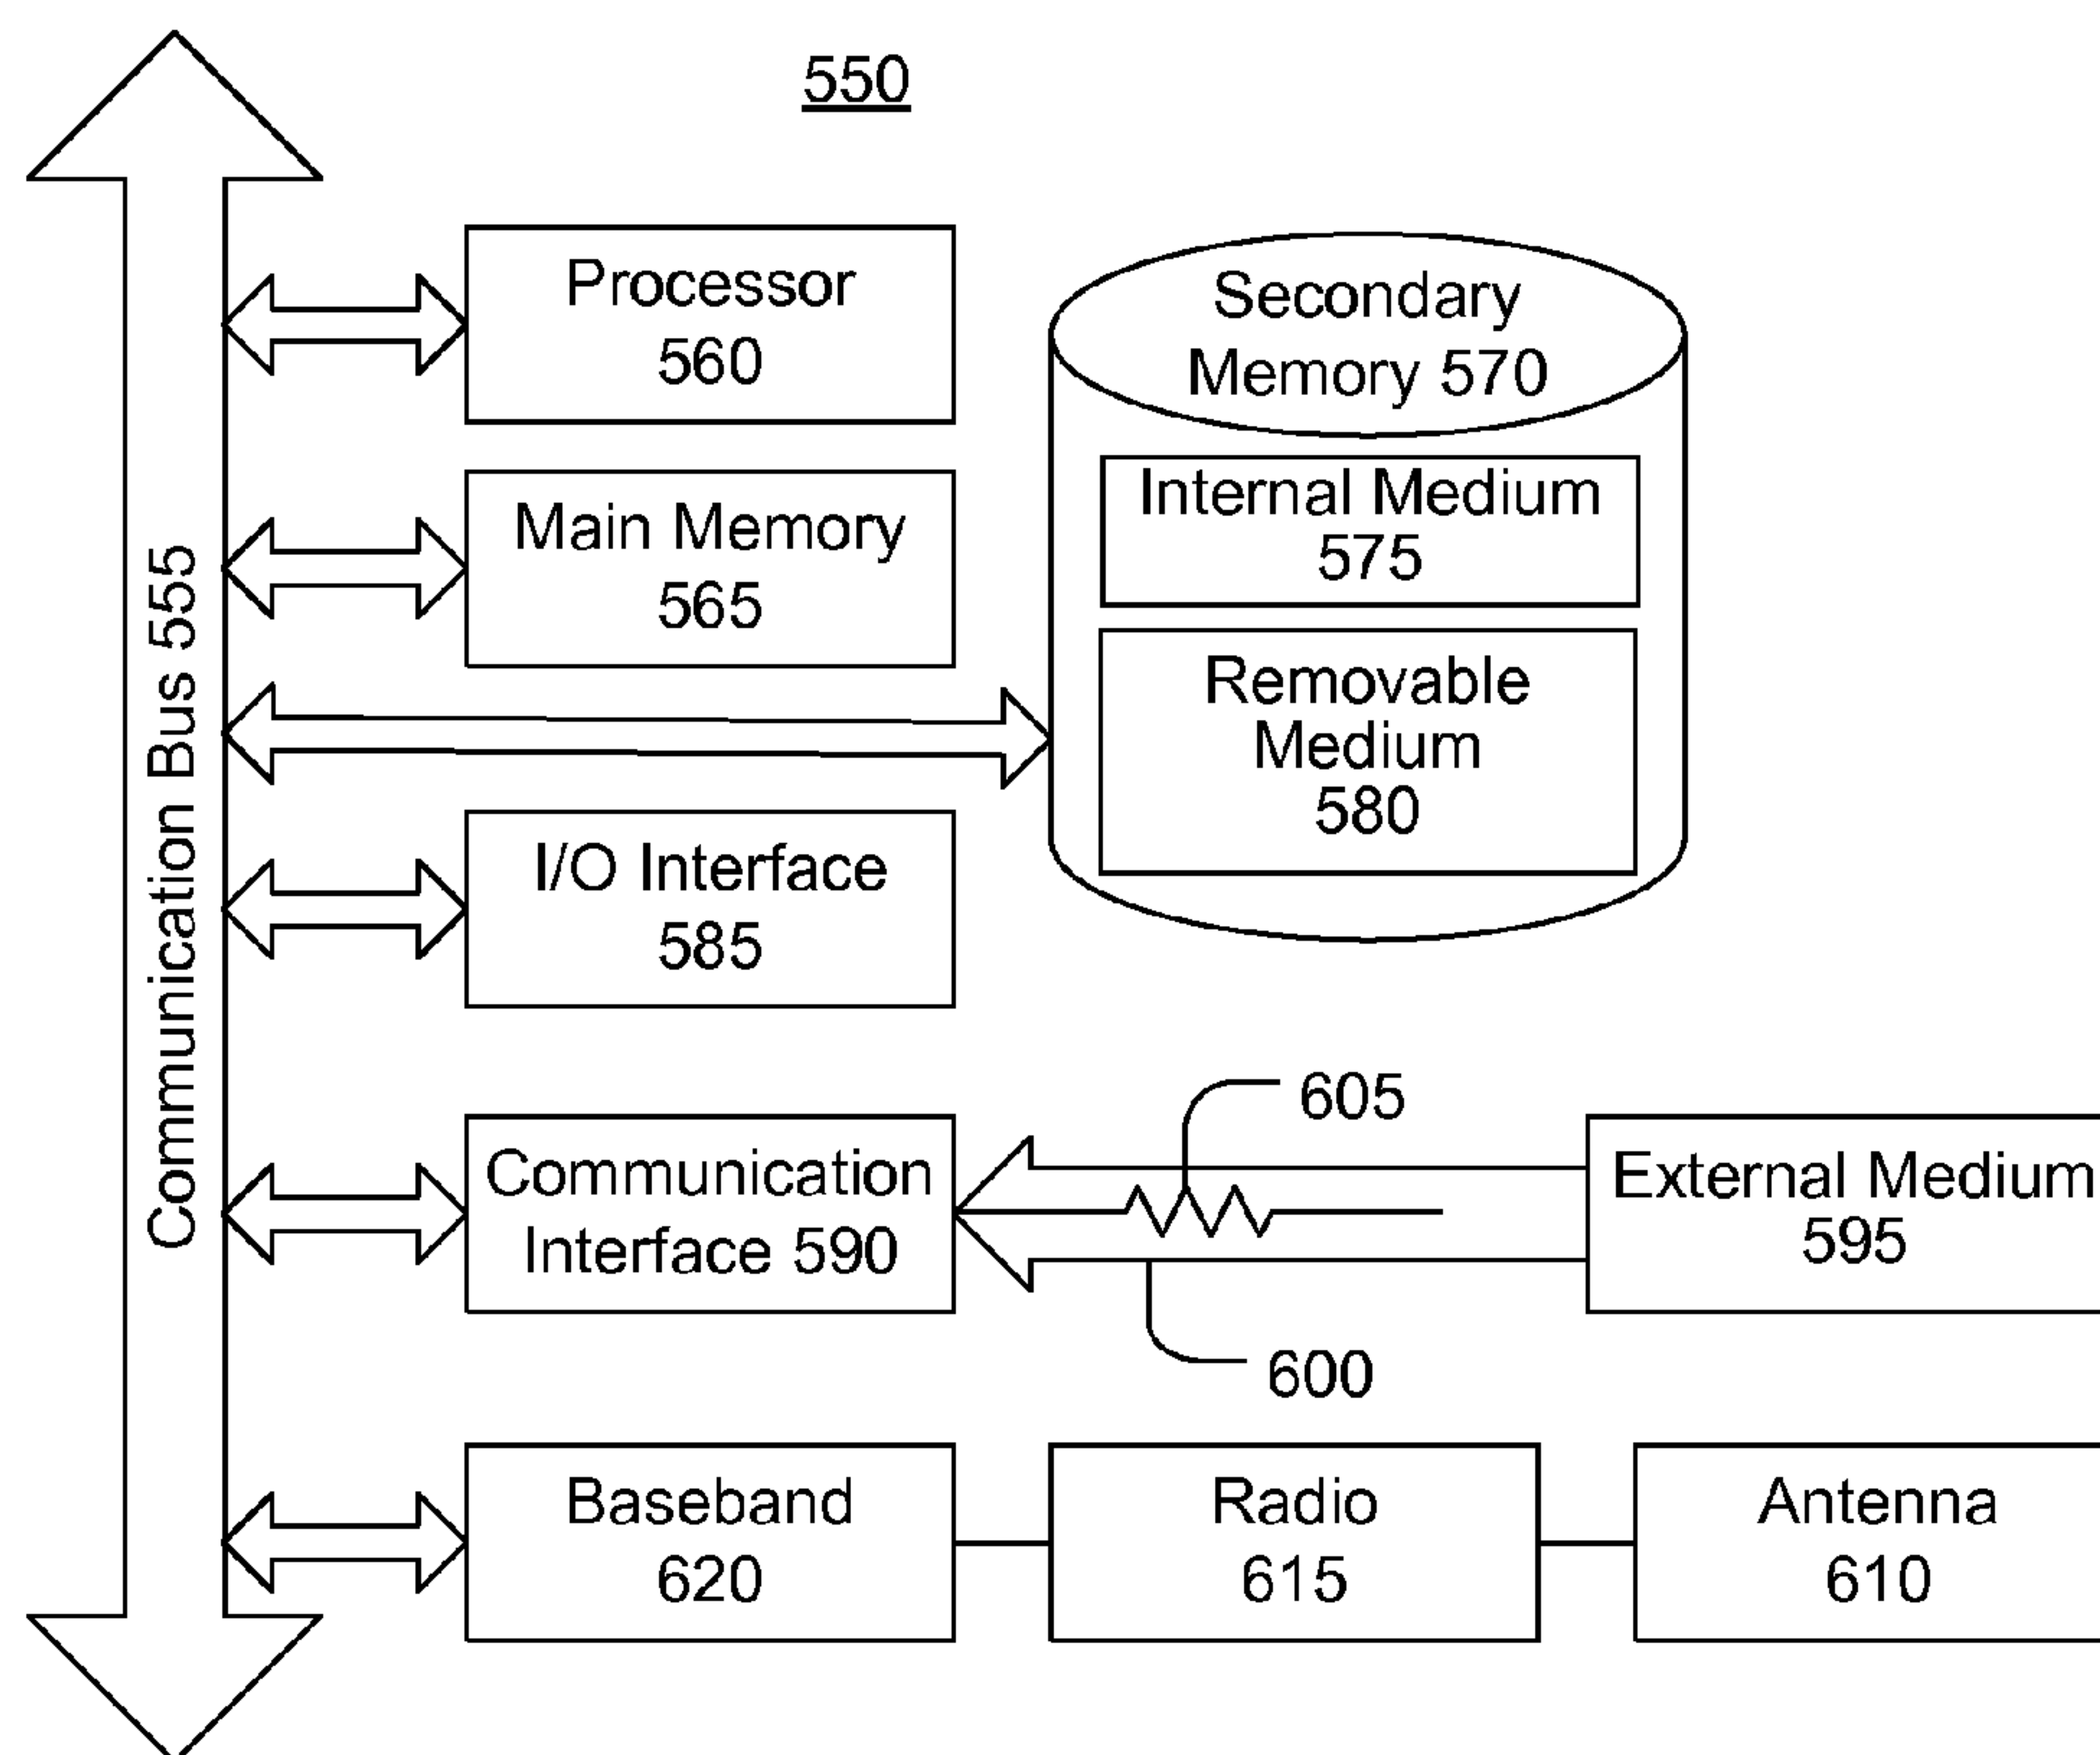 550
Communication Bus 555
Processor
560
Secondary
Memory 570
Main Memory
565
Internal Medium
575
Removable
Medium
580
I/O Interface
585
605
Communication
Interface 590
External Medium
595
600
Baseband
620
Radio
615
Antenna
610